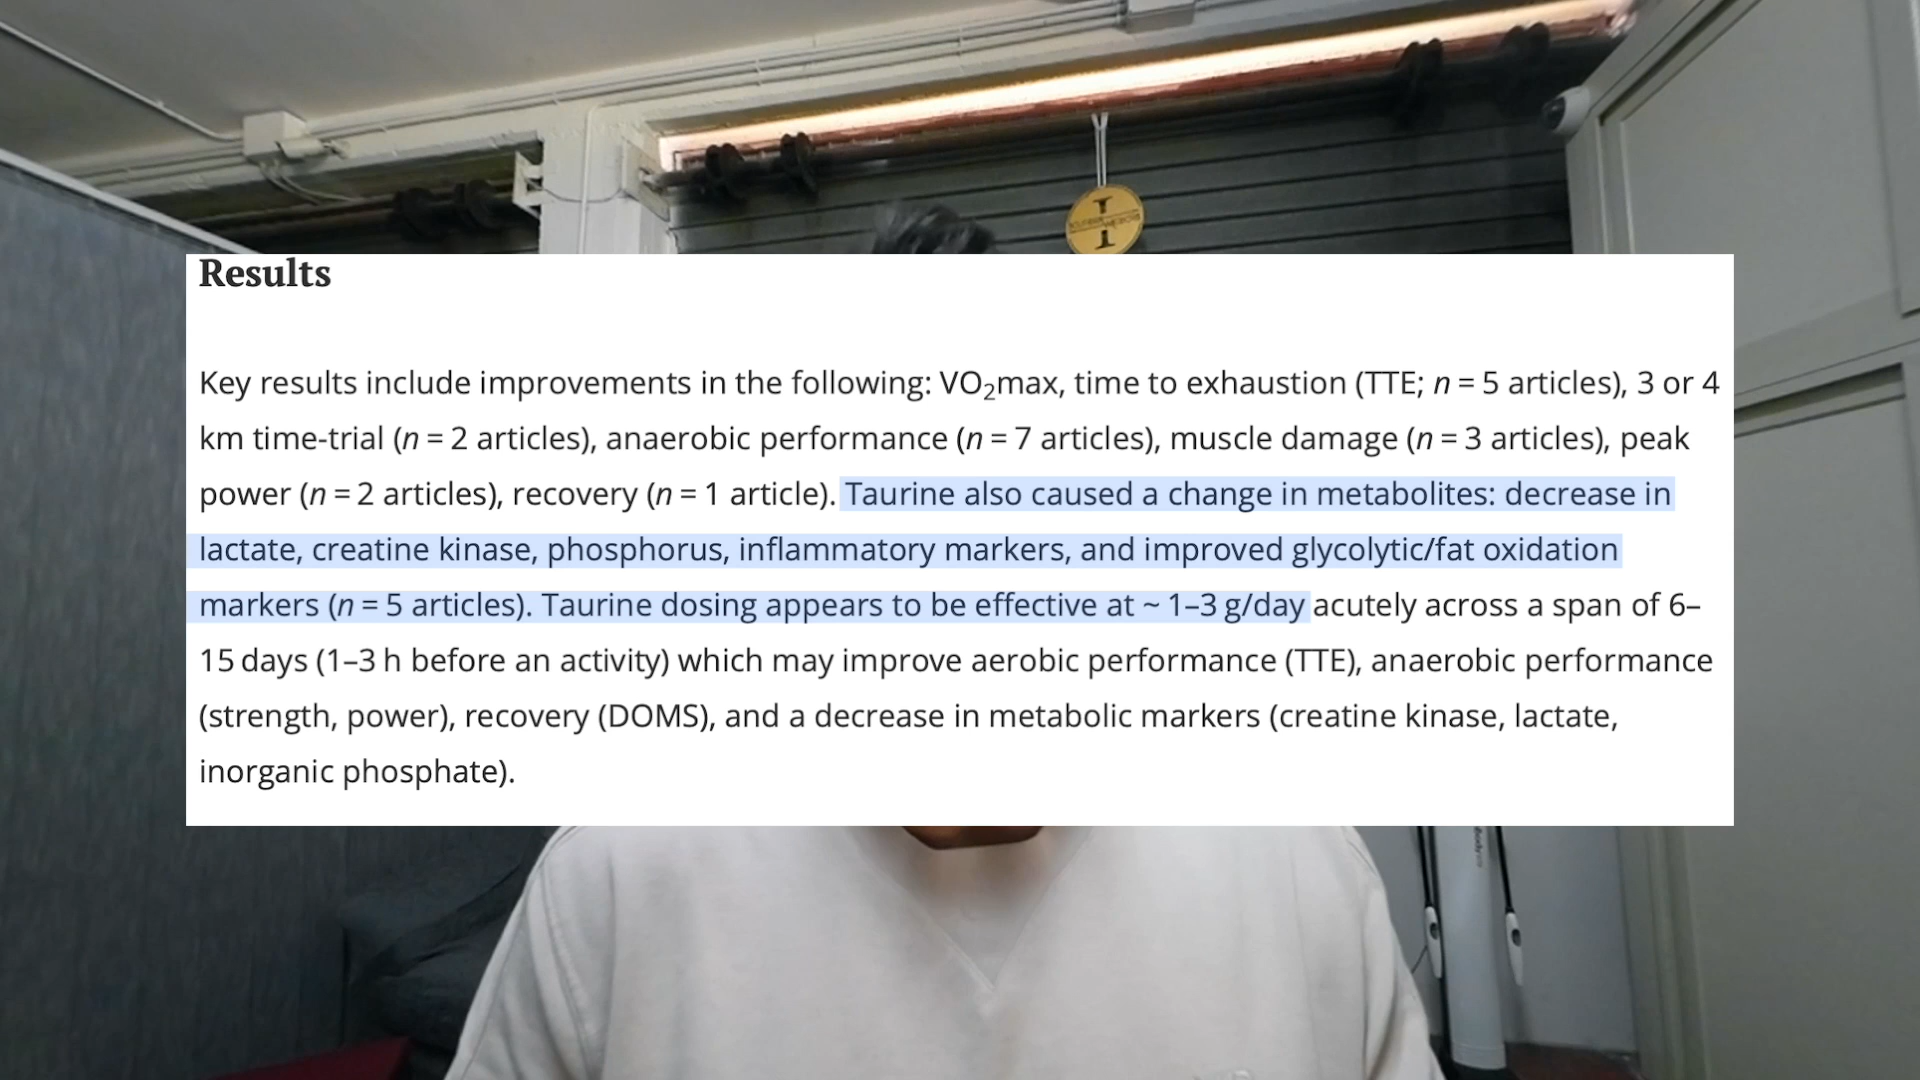 Results
Key results include improvements in the following: VO₂max, time to exhaustion (TTE; n = 5 articles), 3 or 4
km time-trial (n = 2 articles), anaerobic performance (n = 7 articles), muscle damage (n = 3 articles), peak
power (n = 2 articles), recovery (n = 1 article). Taurine also caused a change in metabolites: decrease in
lactate, creatine kinase, phosphorus, inflammatory markers, and improved glycolytic/fat oxidation
markers (n = 5 articles). Taurine dosing appears to be effective at ~ 1–3 g/day acutely across a span of 6–
15 days (1–3 h before an activity) which may improve aerobic performance (TTE), anaerobic performance
(strength, power), recovery (DOMS), and a decrease in metabolic markers (creatine kinase, lactate,
inorganic phosphate).